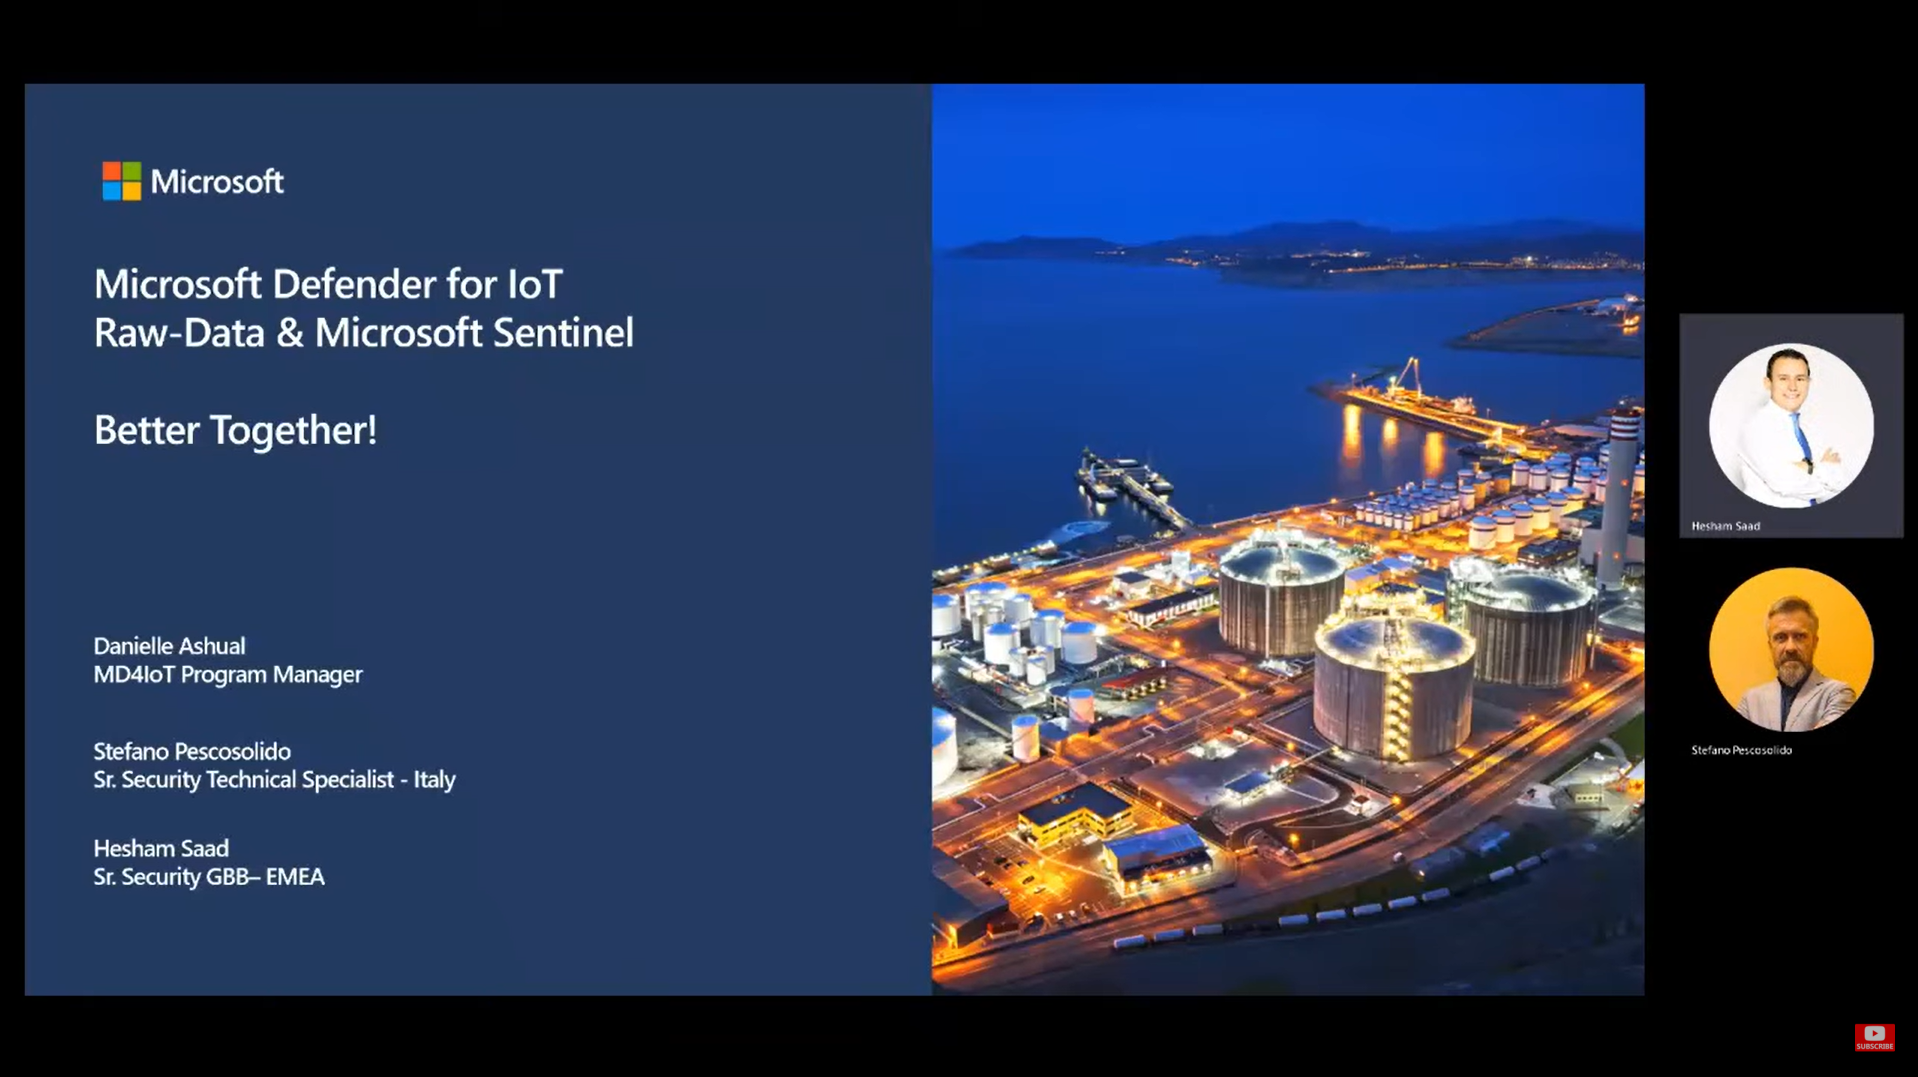 Microsoft
Microsoft Defender for IoT
Raw-Data & Microsoft Sentinel
Better Together!
Danielle Ashual
MD4IoT Program Manager
Stefano Pescosolido
Sr. Security Technical Specialist - Italy
Hesham Saad
Sr. Security GBB– EMEA
Hesham Saad
Stefano Pescosolido
SUBSCRIBE